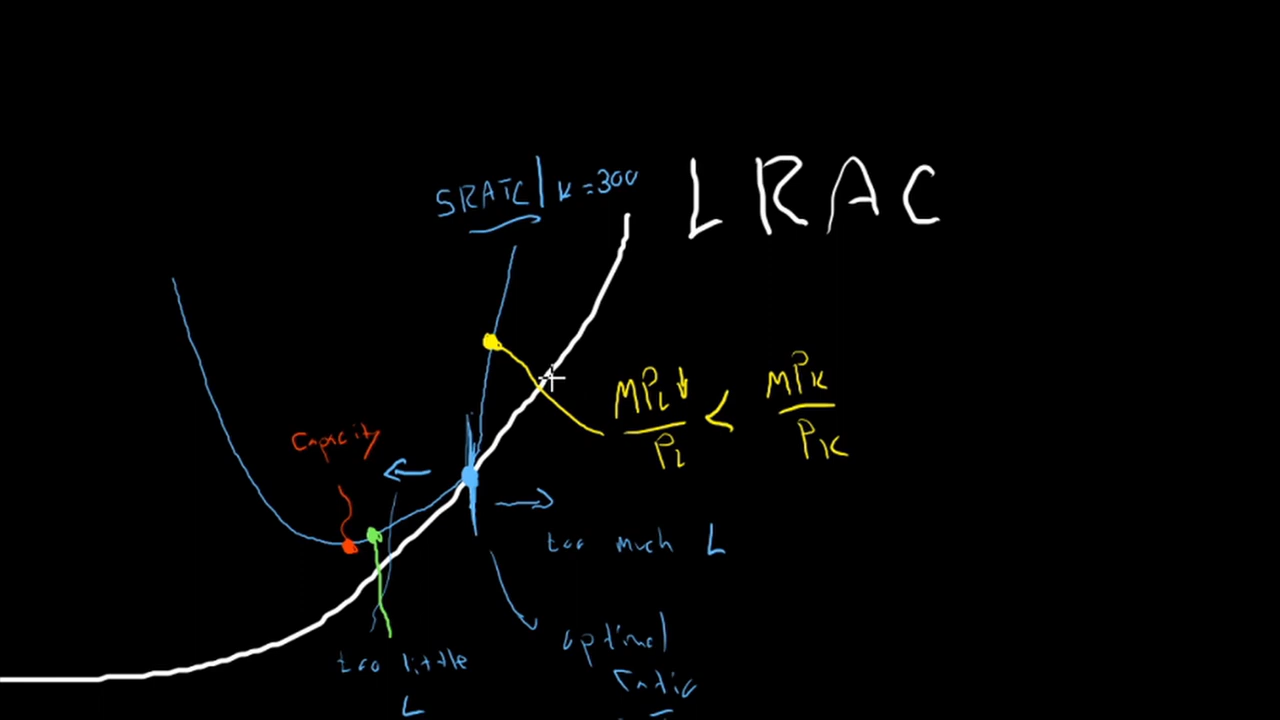 SRATC | K=300
LRAC
MPL↓ / PL < MPK / PK
Capacity
too much L
too little
L
optimal
ratio